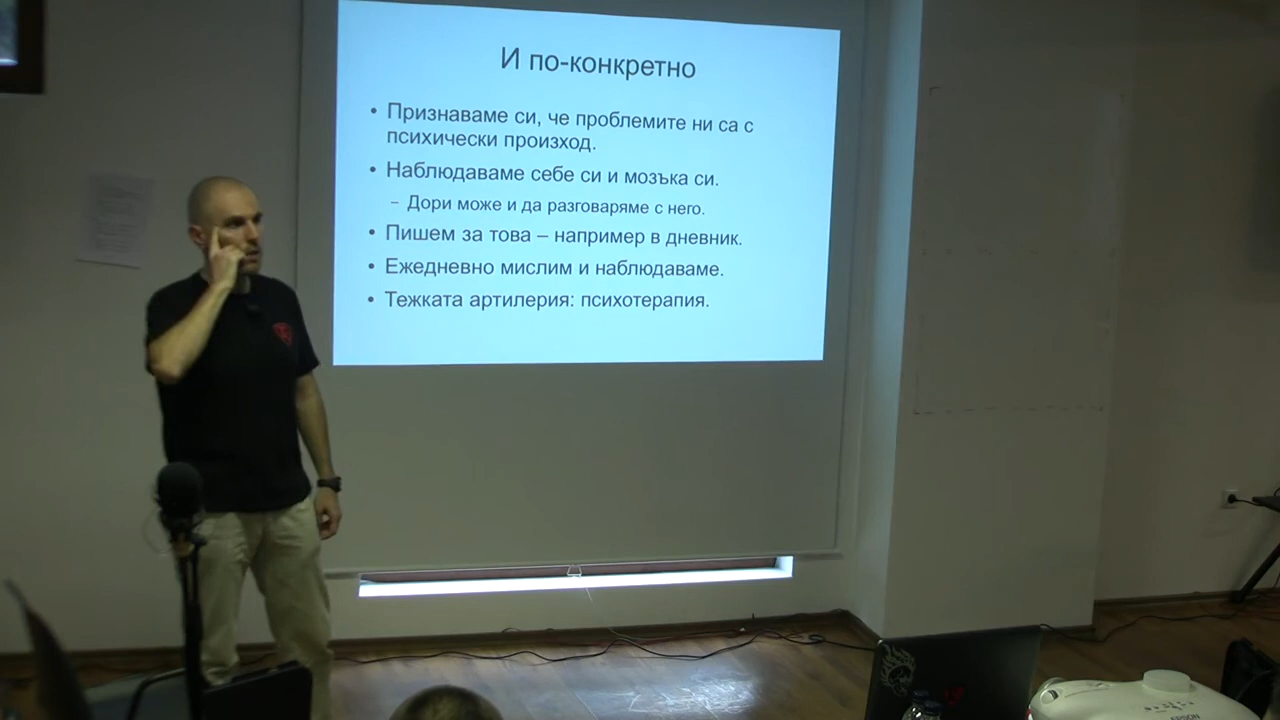 И по-конкретно
• Признаваме си, че проблемите ни са с
психически произход.
• Наблюдаваме себе си и мозъка си.
– Дори може и да разговаряме с него.
• Пишем за това – например в дневник.
• Ежедневно мислим и наблюдаваме.
• Тежката артилерия: психотерапия.
EPSON